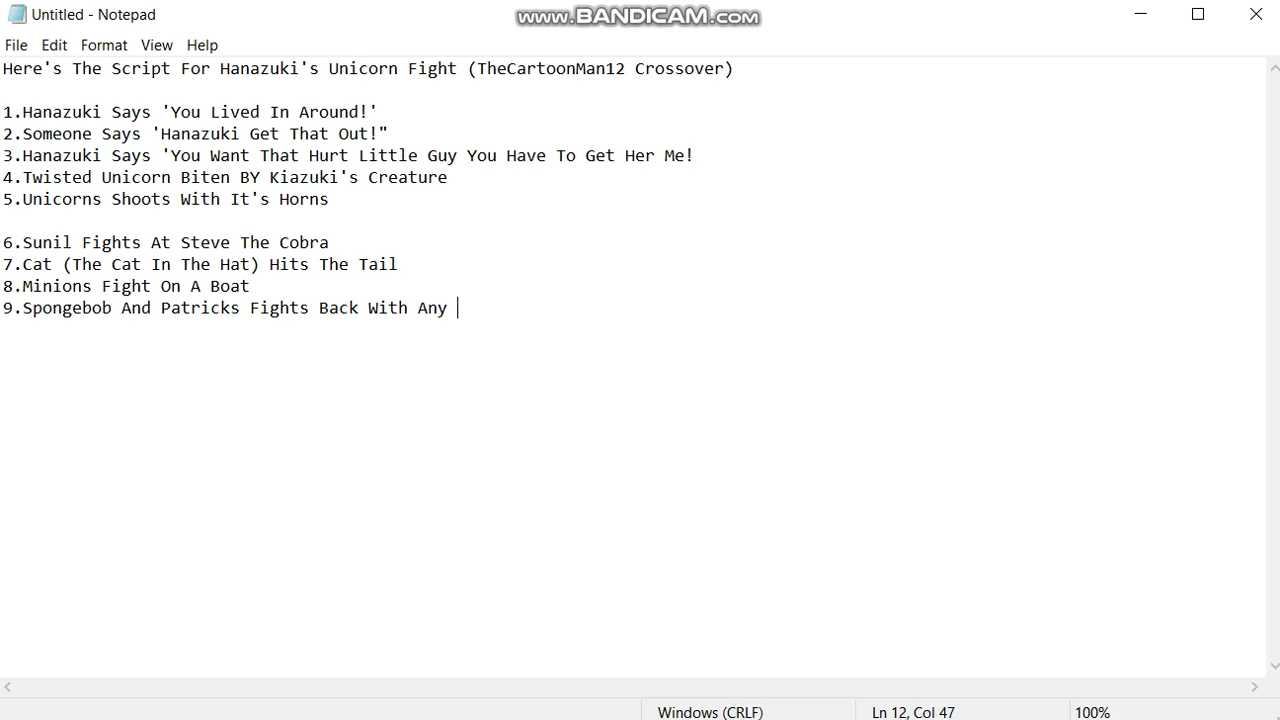 Untitled - Notepad
www.BANDICAM.com
File Edit Format View Help
Here's The Script For Hanazuki's Unicorn Fight (TheCartoonMan12 Crossover)
1.Hanazuki Says 'You Lived In Around!'
2.Someone Says 'Hanazuki Get That Out!"
3.Hanazuki Says 'You Want That Hurt Little Guy You Have To Get Her Me!
4.Twisted Unicorn Biten BY Kiazuki's Creature
5.Unicorns Shoots With It's Horns
6.Sunil Fights At Steve The Cobra
7.Cat (The Cat In The Hat) Hits The Tail
8.Minions Fight On A Boat
9.Spongebob And Patricks Fights Back With Any
Windows (CRLF) Ln 12, Col 47 100%